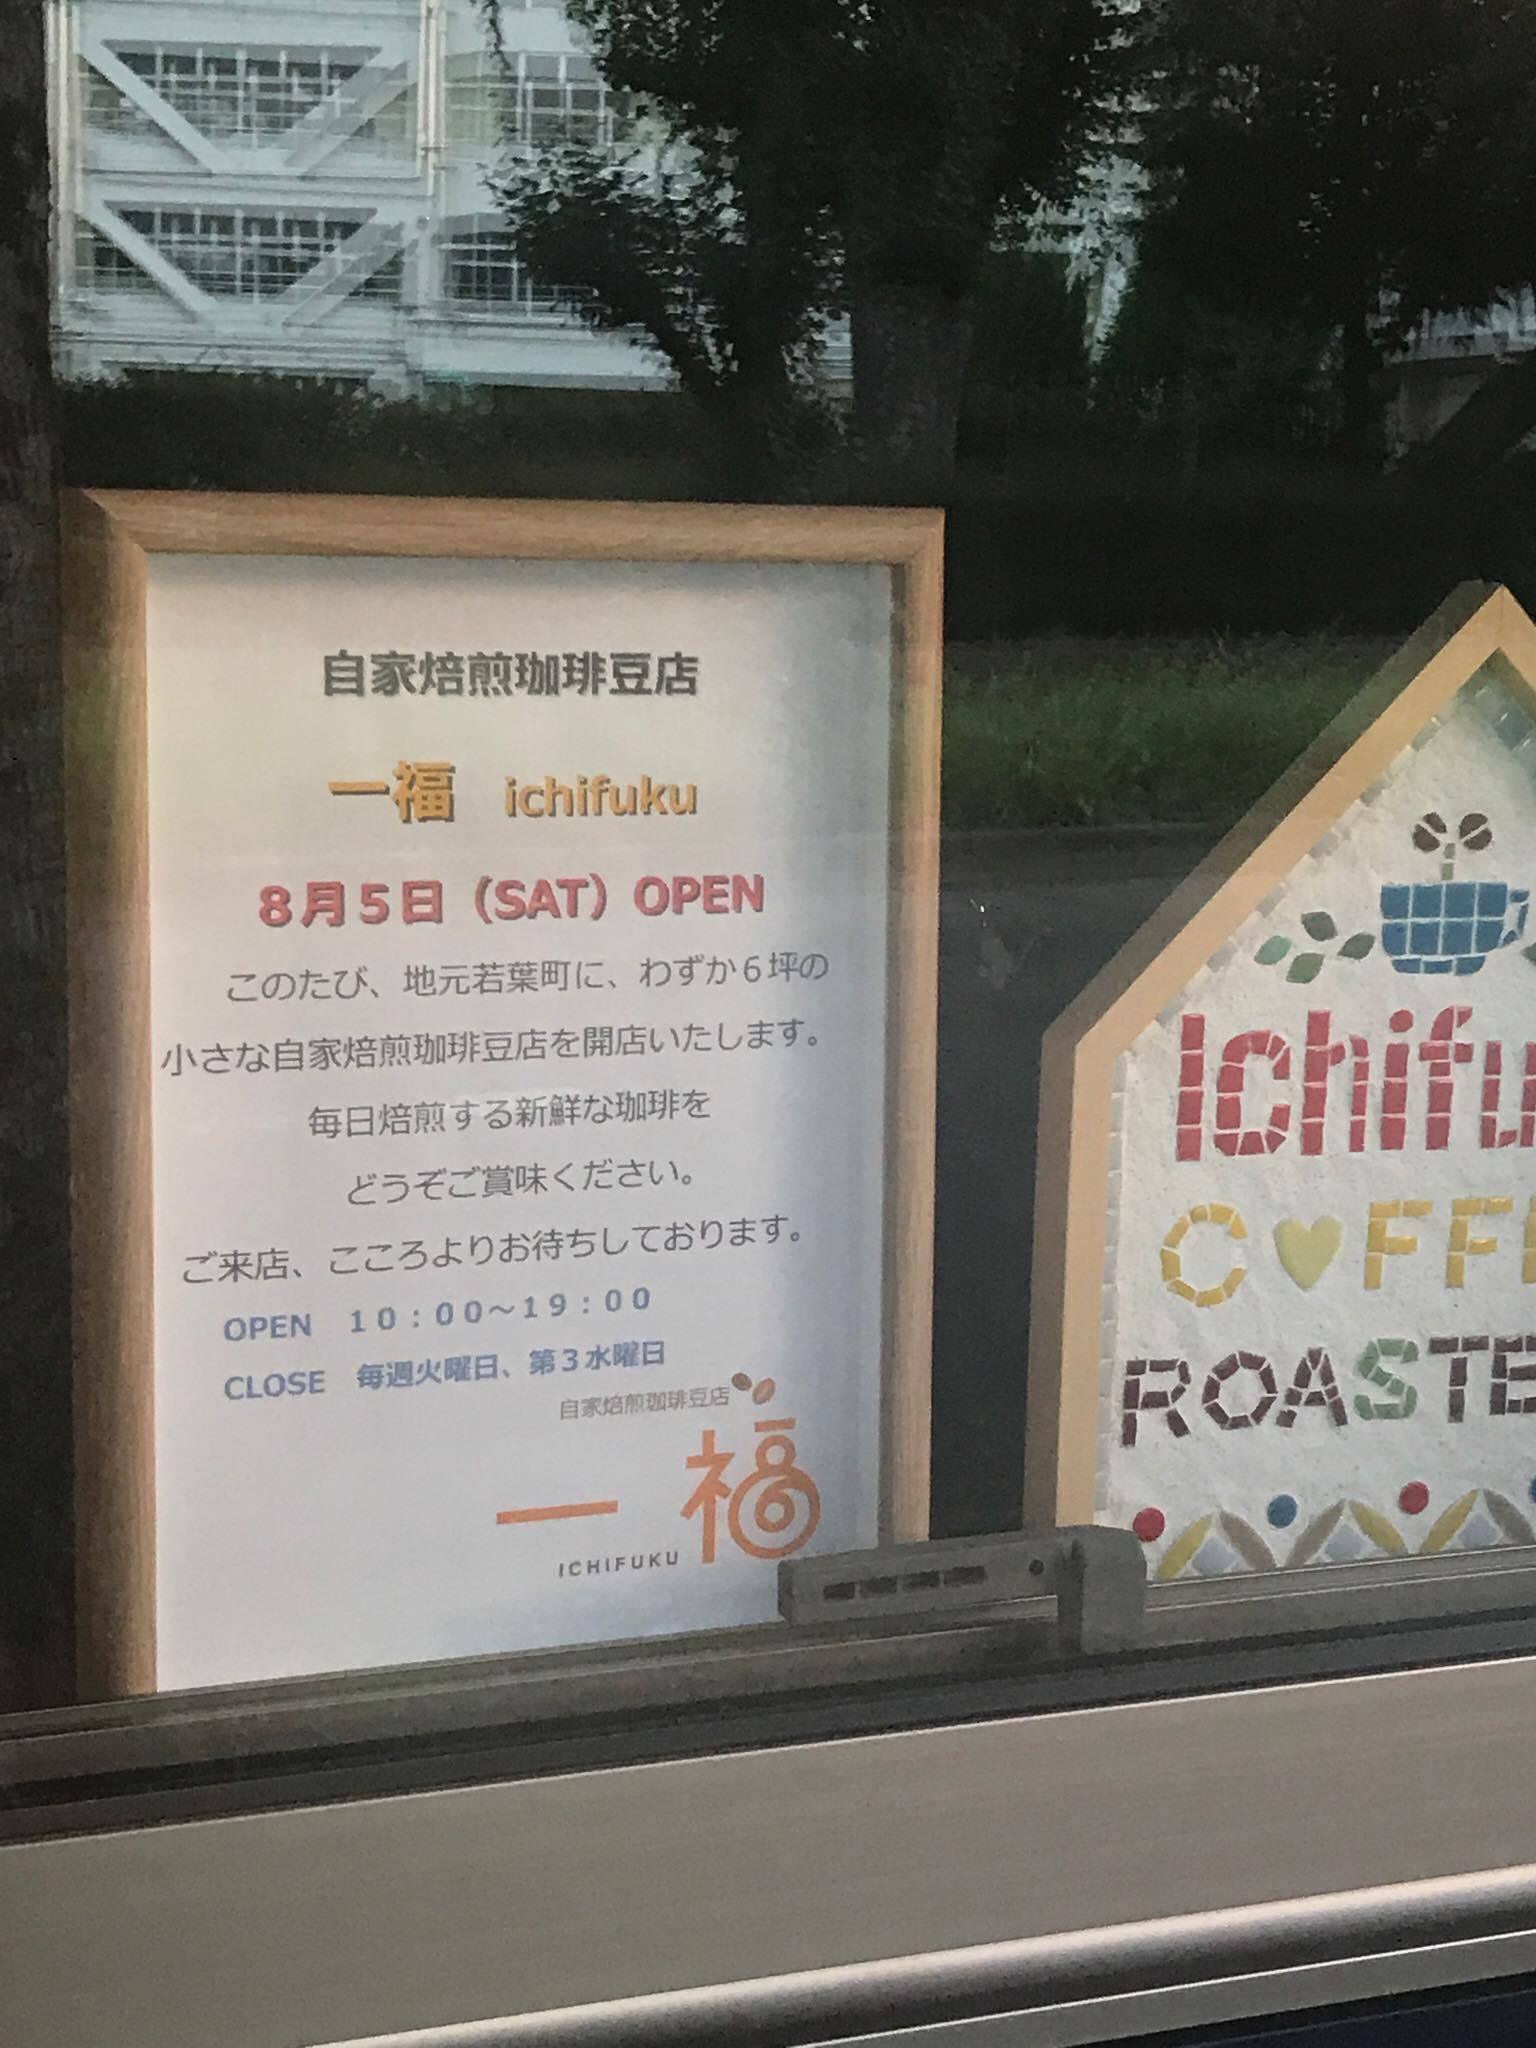 自家焙煎珈琲豆店
一福 ichifuku
8月5日（SAT）OPEN
このたび、地元若葉町に、わずか6坪の
小さな自家焙煎珈琲豆店を開店いたします。
毎日焙煎する新鮮な珈琲を
どうぞご賞味ください。
ご来店、こころよりお待ちしております。
OPEN 10：00～19：00
CLOSE 毎週火曜日、第3水曜日
自家焙煎珈琲豆店
一福
ICHIFUKU
Ichifu
C♥FFE
ROASTE